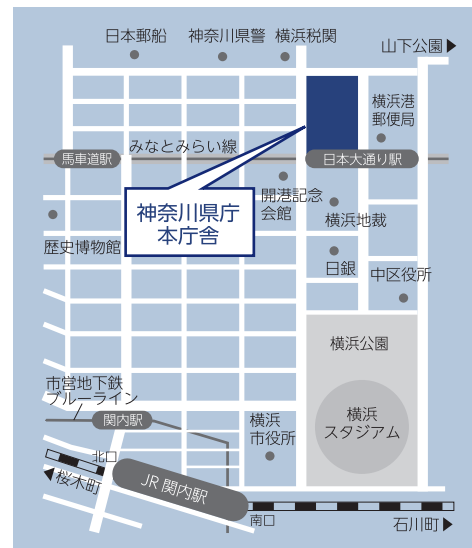 日本郵船
神奈川県警
横浜税関
山下公園
横浜港
郵便局
みなとみらい線
馬車道駅
日本大通り駅
神奈川県庁
本庁舎
開港記念
会館
横浜地裁
歴史博物館
日銀
中区役所
横浜公園
市営地下鉄
ブルーライン
関内駅
横浜
市役所
横浜
スタジアム
北口
桜木町
JR 関内駅
南口
石川町